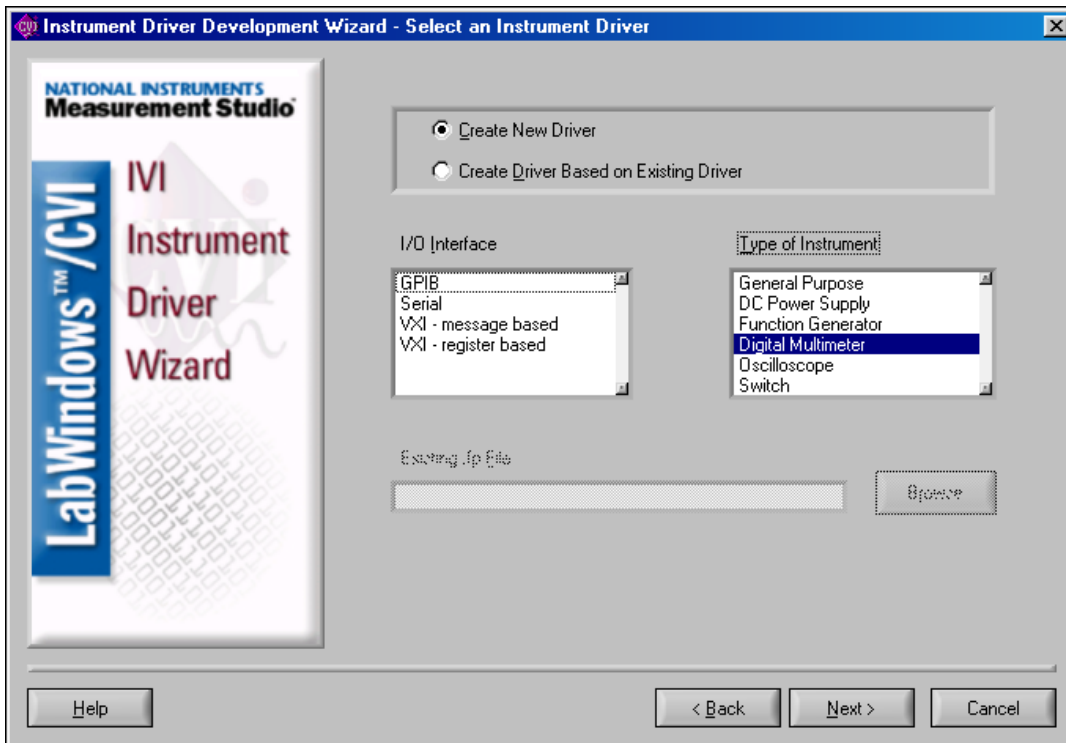 Instrument Driver Development Wizard - Select an Instrument Driver
NATIONAL INSTRUMENTS
Measurement Studio
LabWindows™/CVI
IVI
Instrument
Driver
Wizard
Create New Driver
Create Driver Based on Existing Driver
I/O Interface
GPIB
Serial
VXI - message based
VXI - register based
Type of Instrument
General Purpose
DC Power Supply
Function Generator
Digital Multimeter
Oscilloscope
Switch
Existing .fp File
Browse
Help
< Back
Next >
Cancel